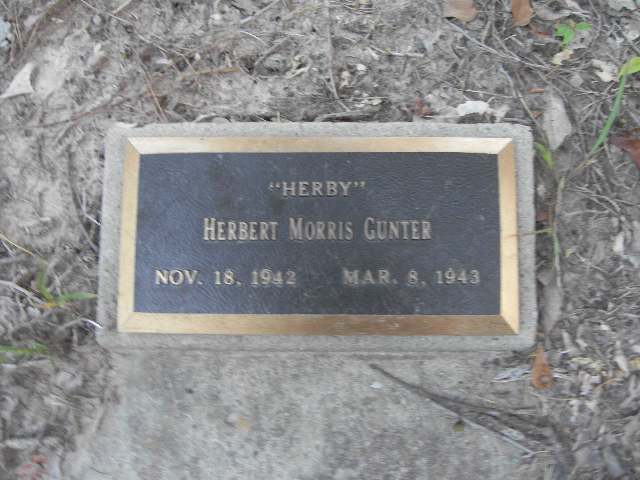 "HERBY"
HERBERT MORRIS GUNTER
NOV. 18, 1942 MAR. 8, 1943